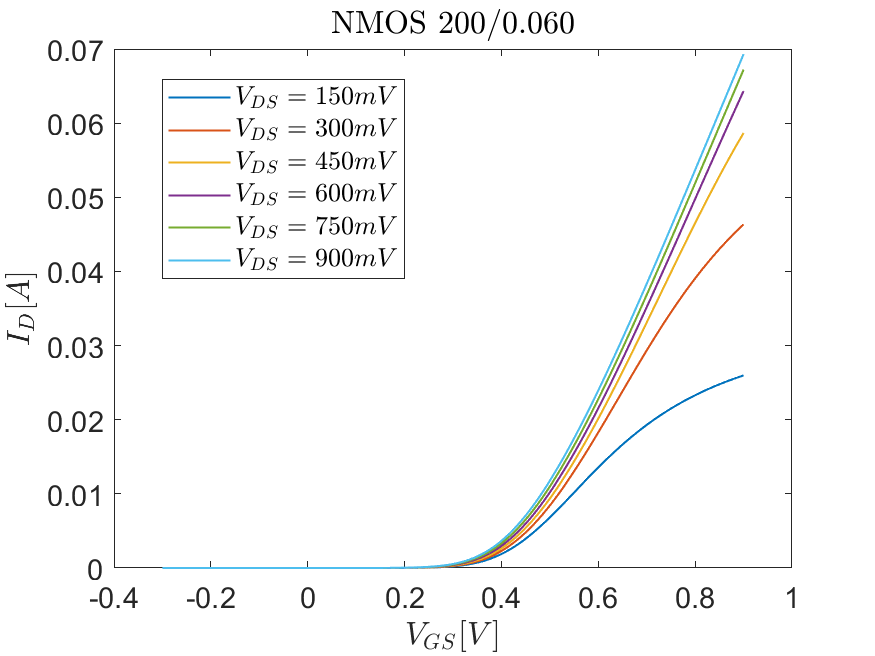 NMOS 200/0.060
0.07
0.06
0.05
0.04
0.03
0.02
0.01
0
I_D[A]
V_DS = 150mV
V_DS = 300mV
V_DS = 450mV
V_DS = 600mV
V_DS = 750mV
V_DS = 900mV
-0.4 -0.2 0 0.2 0.4 0.6 0.8 1
V_GS[V]